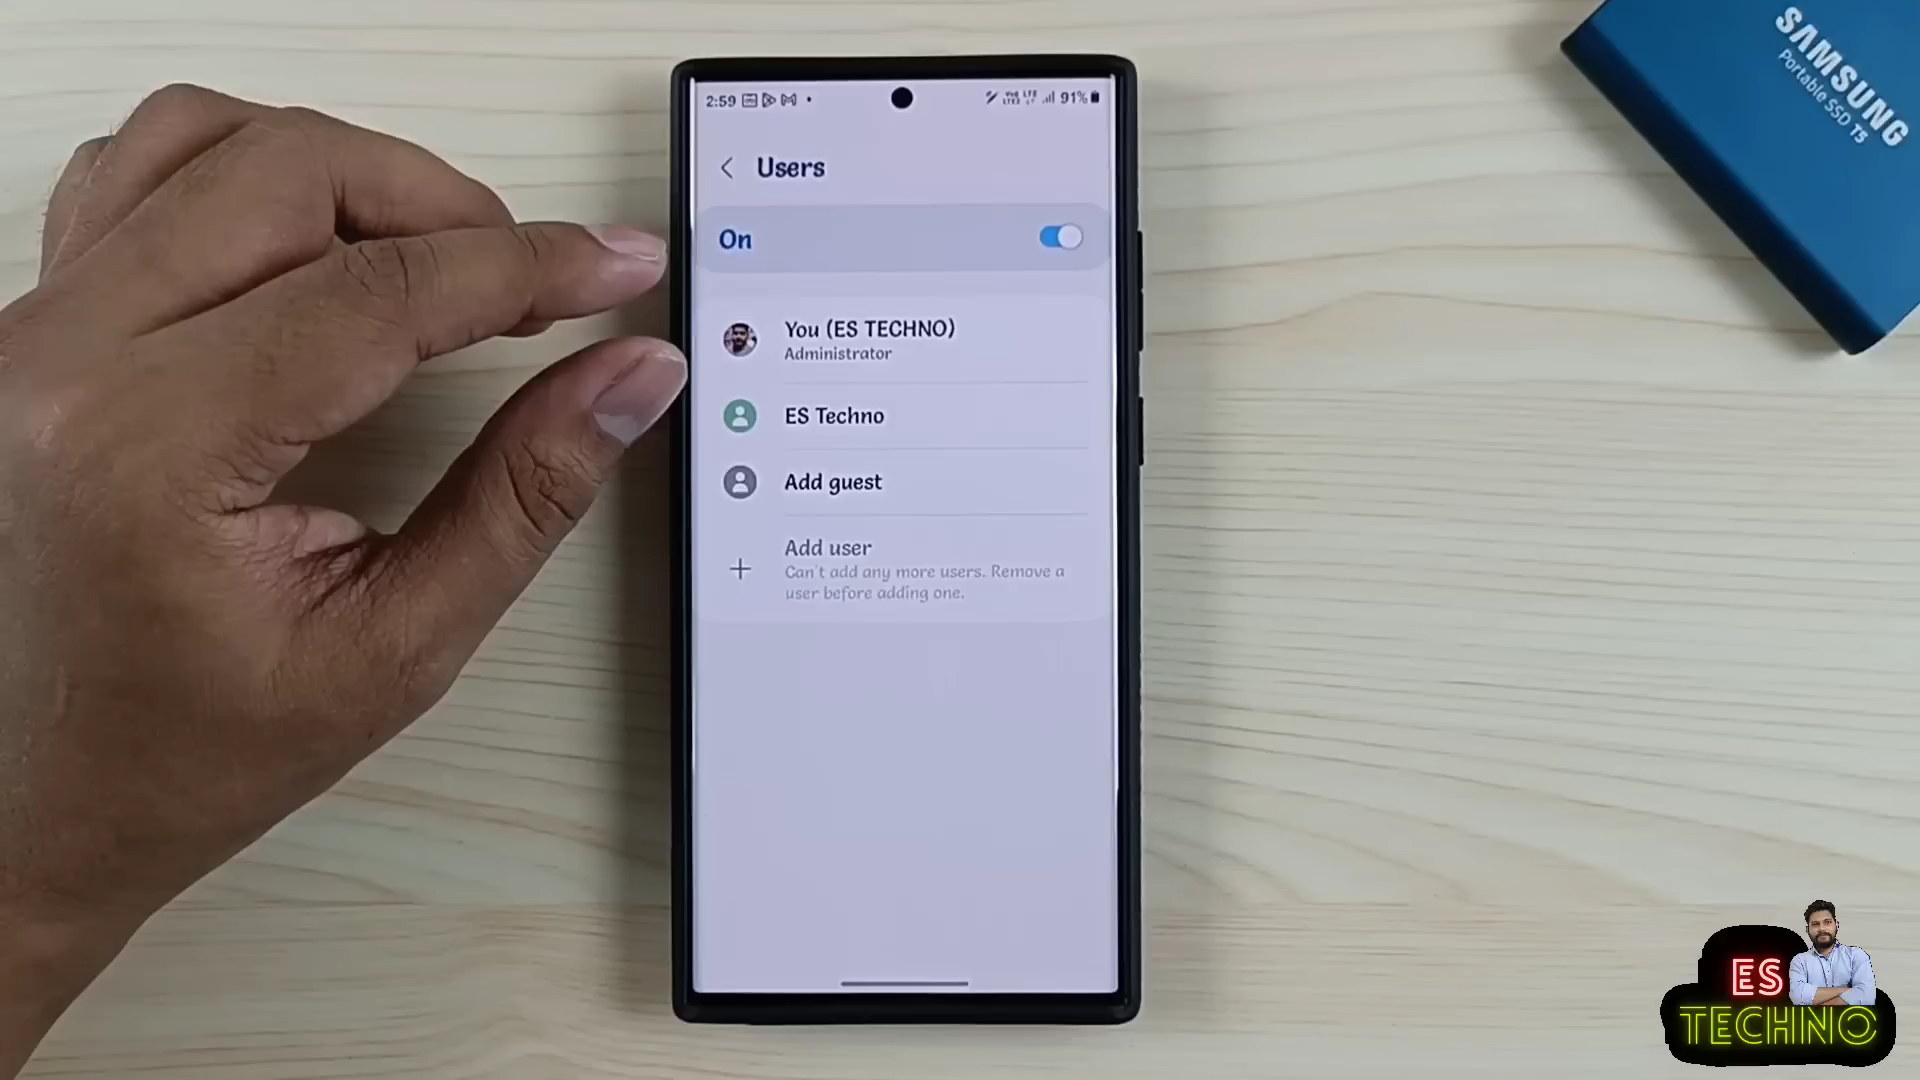 SAMSUNG
Portable SSD T5
2:59
91%
Users
On
You (ES TECHNO)
Administrator
ES Techno
Add guest
Add user
Can't add any more users. Remove a
user before adding one.
ES
TECHNO